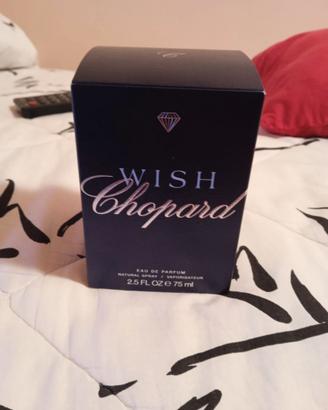 WISH
Chopard
EAU DE PARFUM
NATURAL SPRAY / VAPORISATEUR
2.5 FL OZ ℮ 75 ml